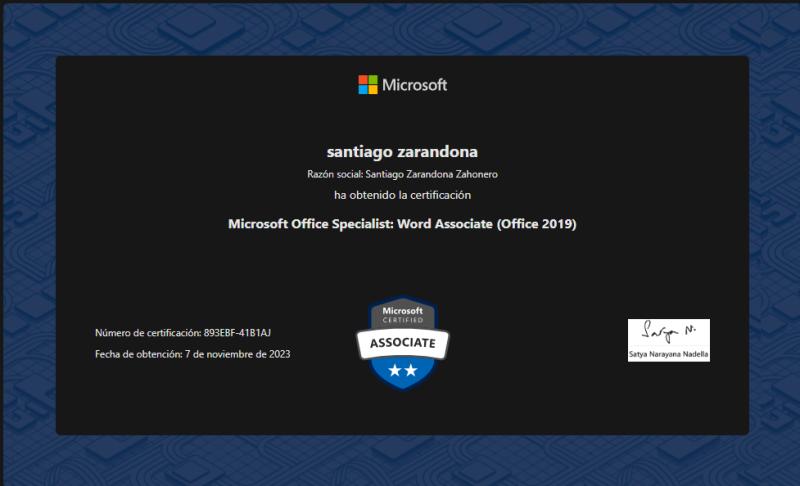 Microsoft
santiago zarandona
Razón social: Santiago Zarandona Zahonero
ha obtenido la certificación
Microsoft Office Specialist: Word Associate (Office 2019)
Microsoft
CERTIFIED
ASSOCIATE
Número de certificación: 893EBF-41B1AJ
Fecha de obtención: 7 de noviembre de 2023
Satya N.
Satya Narayana Nadella